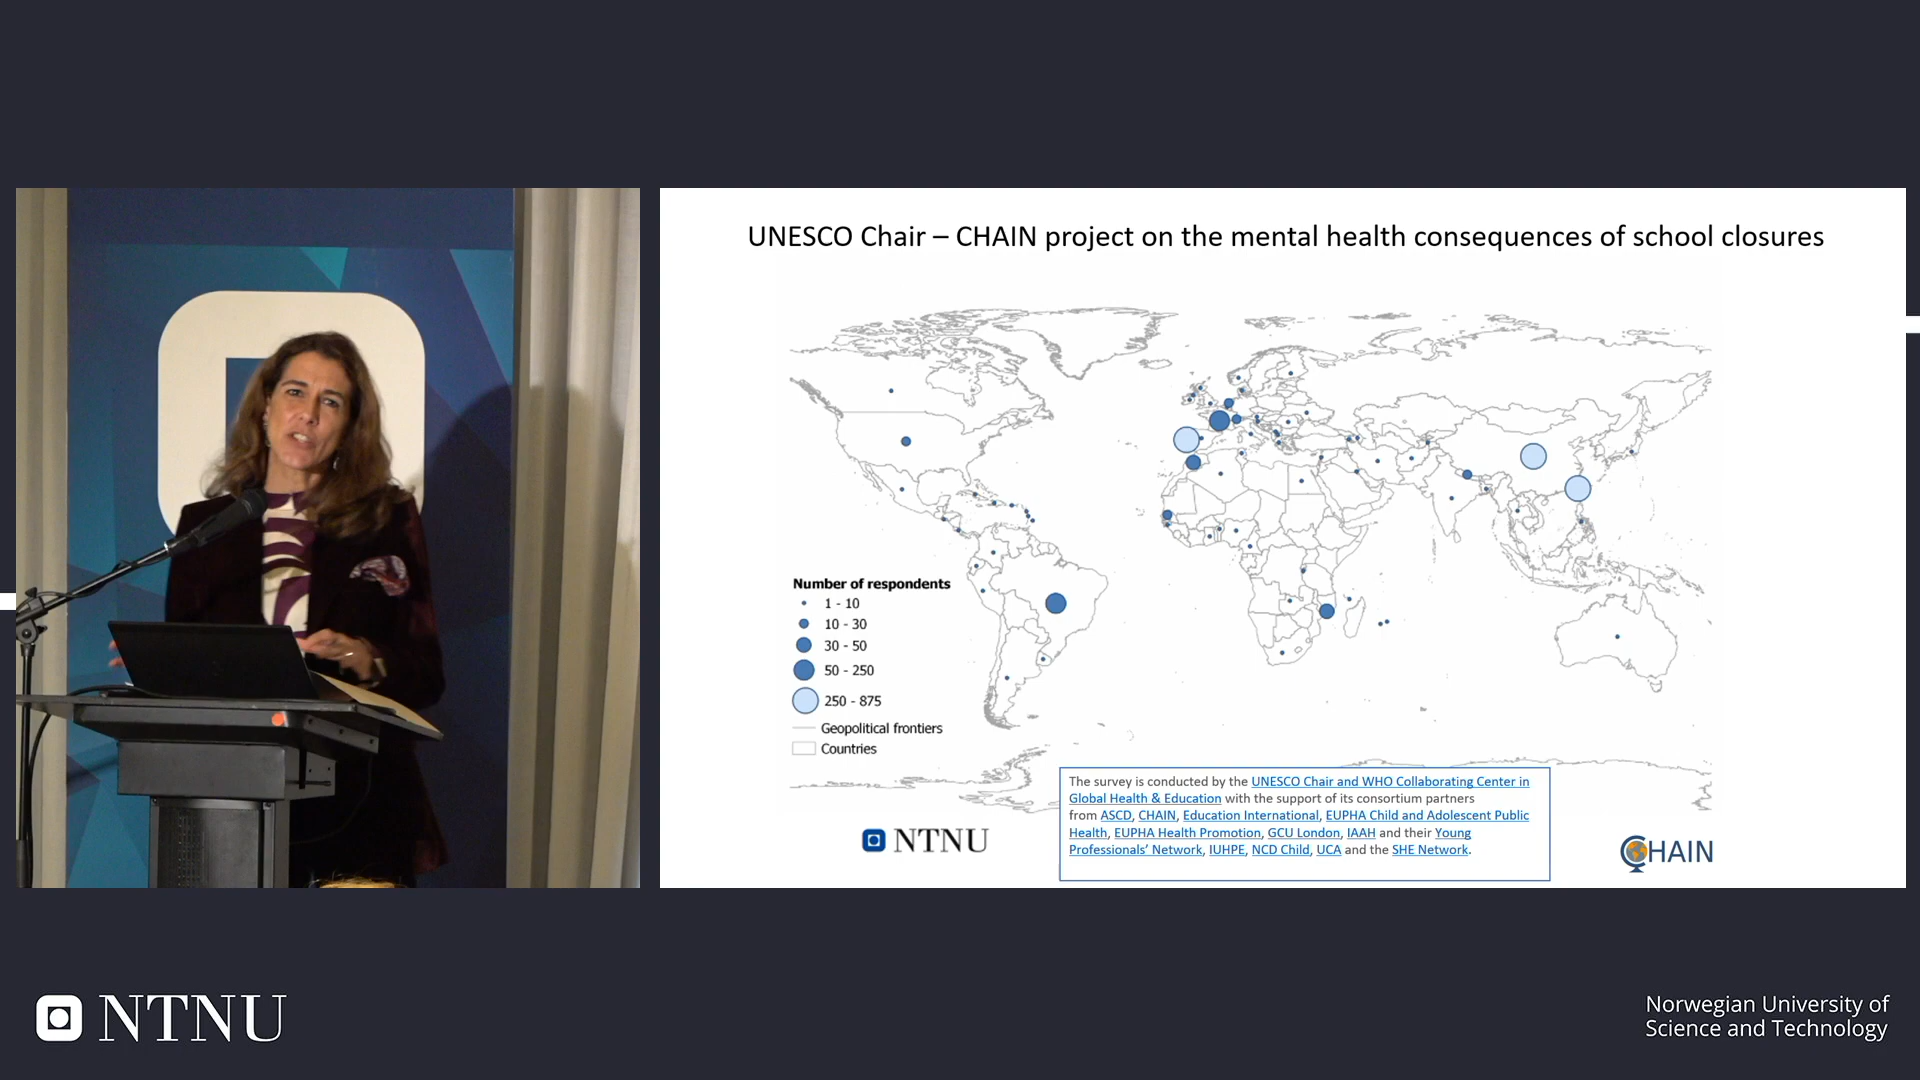 UNESCO Chair – CHAIN project on the mental health consequences of school closures
Number of respondents
1 - 10
10 - 30
30 - 50
50 - 250
250 - 875
Geopolitical frontiers
Countries
The survey is conducted by the UNESCO Chair and WHO Collaborating Center in
Global Health & Education with the support of its consortium partners
from ASCD, CHAIN, Education International, EUPHA Child and Adolescent Public
Health, EUPHA Health Promotion, GCU London, IAAH and their Young
Professionals’ Network, IUHPE, NCD Child, UCA and the SHE Network.
NTNU
CHAIN
NTNU
Norwegian University of
Science and Technology